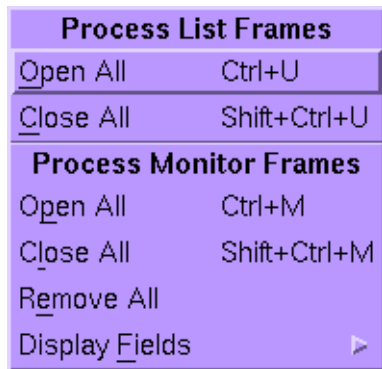 Process List Frames
Open All Ctrl+U
Close All Shift+Ctrl+U
Process Monitor Frames
Open All Ctrl+M
Close All Shift+Ctrl+M
Remove All
Display Fields